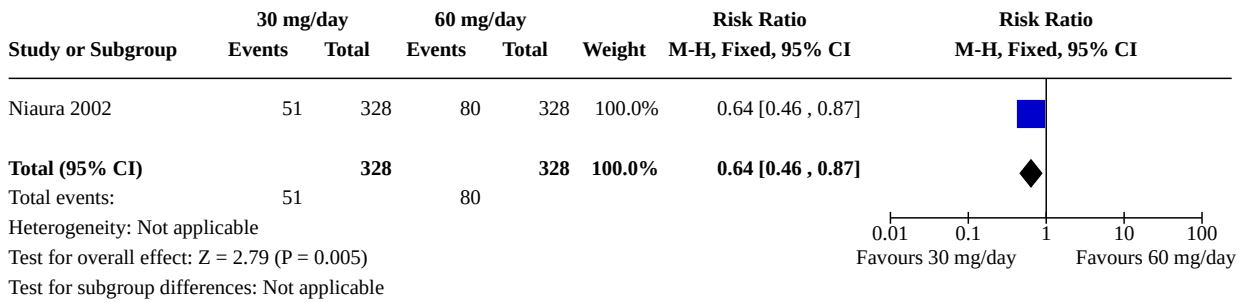 30 mg/day 60 mg/day Risk Ratio Risk Ratio
Study or Subgroup Events Total Events Total Weight M-H, Fixed, 95% CI M-H, Fixed, 95% CI
Niaura 2002 51 328 80 328 100.0% 0.64 [0.46 , 0.87]
Total (95% CI) 328 328 100.0% 0.64 [0.46 , 0.87]
Total events: 51 80
Heterogeneity: Not applicable 0.01 0.1 1 10 100
Test for overall effect: Z = 2.79 (P = 0.005) Favours 30 mg/day Favours 60 mg/day
Test for subgroup differences: Not applicable